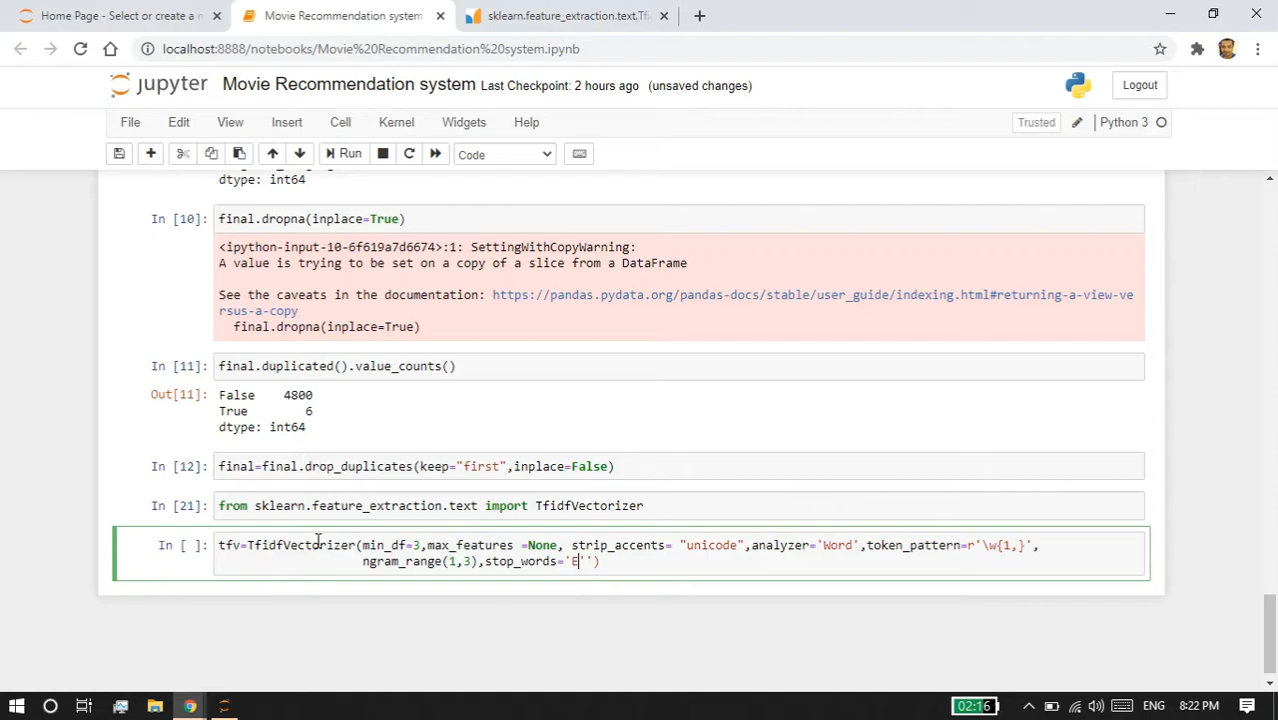 Home Page - Select or create a n
Movie Recommendation system
sklearn.feature_extraction.text.Tfi
localhost:8888/notebooks/Movie%20Recommendation%20system.ipynb
jupyter Movie Recommendation system Last Checkpoint: 2 hours ago (unsaved changes)
Logout
File Edit View Insert Cell Kernel Widgets Help
Trusted
Python 3
Run
Code
dtype: int64
In [10]: final.dropna(inplace=True)
<ipython-input-10-6f619a7d6674>:1: SettingWithCopyWarning:
A value is trying to be set on a copy of a slice from a DataFrame
See the caveats in the documentation: https://pandas.pydata.org/pandas-docs/stable/user_guide/indexing.html#returning-a-view-ve
rsus-a-copy
final.dropna(inplace=True)
In [11]: final.duplicated().value_counts()
Out[11]: False 4800
True 6
dtype: int64
In [12]: final=final.drop_duplicates(keep="first",inplace=False)
In [21]: from sklearn.feature_extraction.text import TfidfVectorizer
In [ ]: tfv=TfidfVectorizer(min_df=3,max_features =None, strip_accents= "unicode",analyzer='Word',token_pattern=r'\w{1,}',
ngram_range(1,3),stop_words='E'')
02:16
ENG
8:22 PM